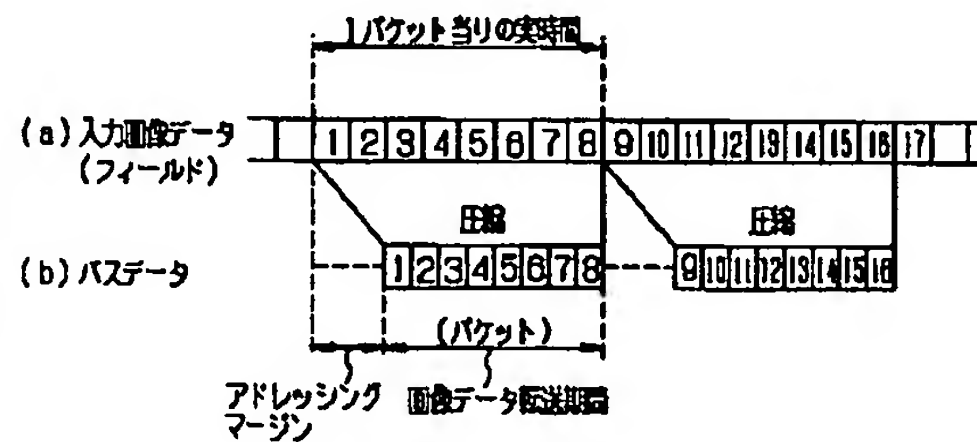 1パケット当りの実時間
(a)入力画像データ
(フィールド)
1 2 3 4 5 6 7 8 9 10 11 12 13 14 15 16 17
圧縮 圧縮
(b)バスデータ
1 2 3 4 5 6 7 8 9 10 11 12 13 14 15 16
(パケット)
アドレッシング
マージン
画像データ転送期間